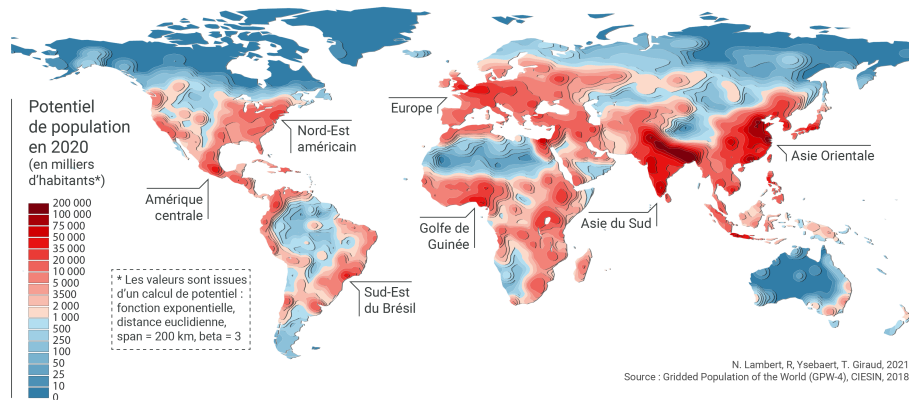 Potentiel
de population
en 2020
(en milliers
d'habitants*)
200 000
100 000
75 000
50 000
35 000
20 000
10 000
5 000
3500
2 000
1 000
500
250
100
50
25
10
0
Amérique
centrale
Nord-Est
américain
Europe
Golfe de
Guinée
Asie du Sud
Asie Orientale
Sud-Est
du Brésil
* Les valeurs sont issues
d'un calcul de potentiel :
fonction exponentielle,
distance euclidienne,
span = 200 km, beta = 3
N. Lambert, R, Ysebaert, T. Giraud, 2021
Source : Gridded Population of the World (GPW-4), CIESIN, 2018